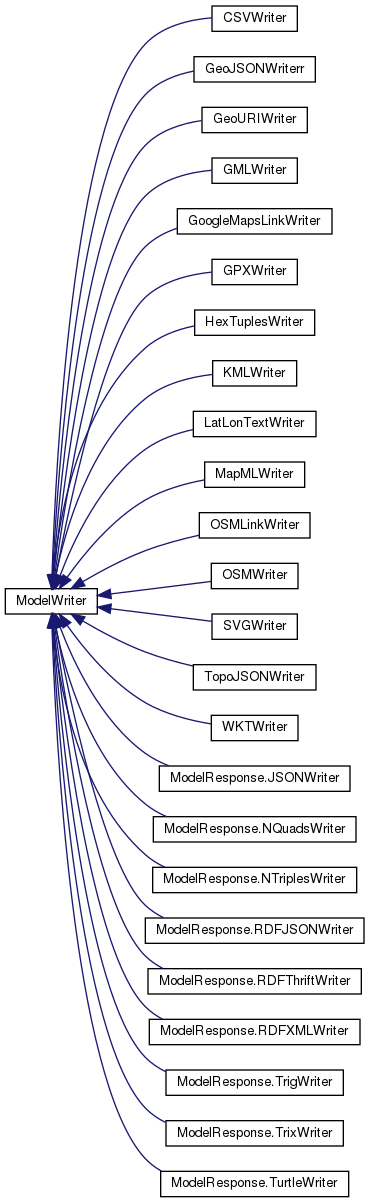 CSVWriter
GeoJSONWriterr
GeoURIWriter
GMLWriter
GoogleMapsLinkWriter
GPXWriter
HexTuplesWriter
KMLWriter
LatLonTextWriter
MapMLWriter
OSMLinkWriter
OSMWriter
ModelWriter
SVGWriter
TopoJSONWriter
WKTWriter
ModelResponse.JSONWriter
ModelResponse.NQuadsWriter
ModelResponse.NTriplesWriter
ModelResponse.RDFJSONWriter
ModelResponse.RDFThriftWriter
ModelResponse.RDFXMLWriter
ModelResponse.TrigWriter
ModelResponse.TrixWriter
ModelResponse.TurtleWriter